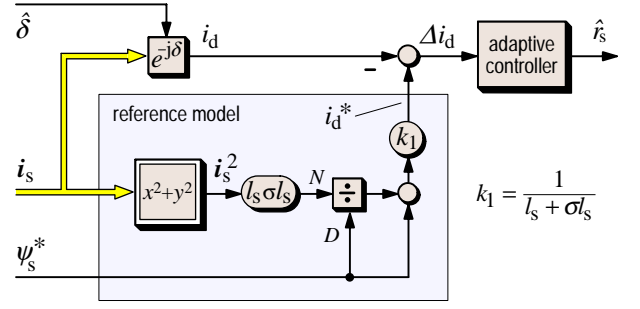 δ̂
e^-jδ
i_d
Δi_d
-
adaptive
controller
r̂_s
reference model
i_d*
k_1
i_s
x²+y²
i_s²
l_sσl_s
N
÷
D
ψ_s*
k_1 = 1 / (l_s + σl_s)